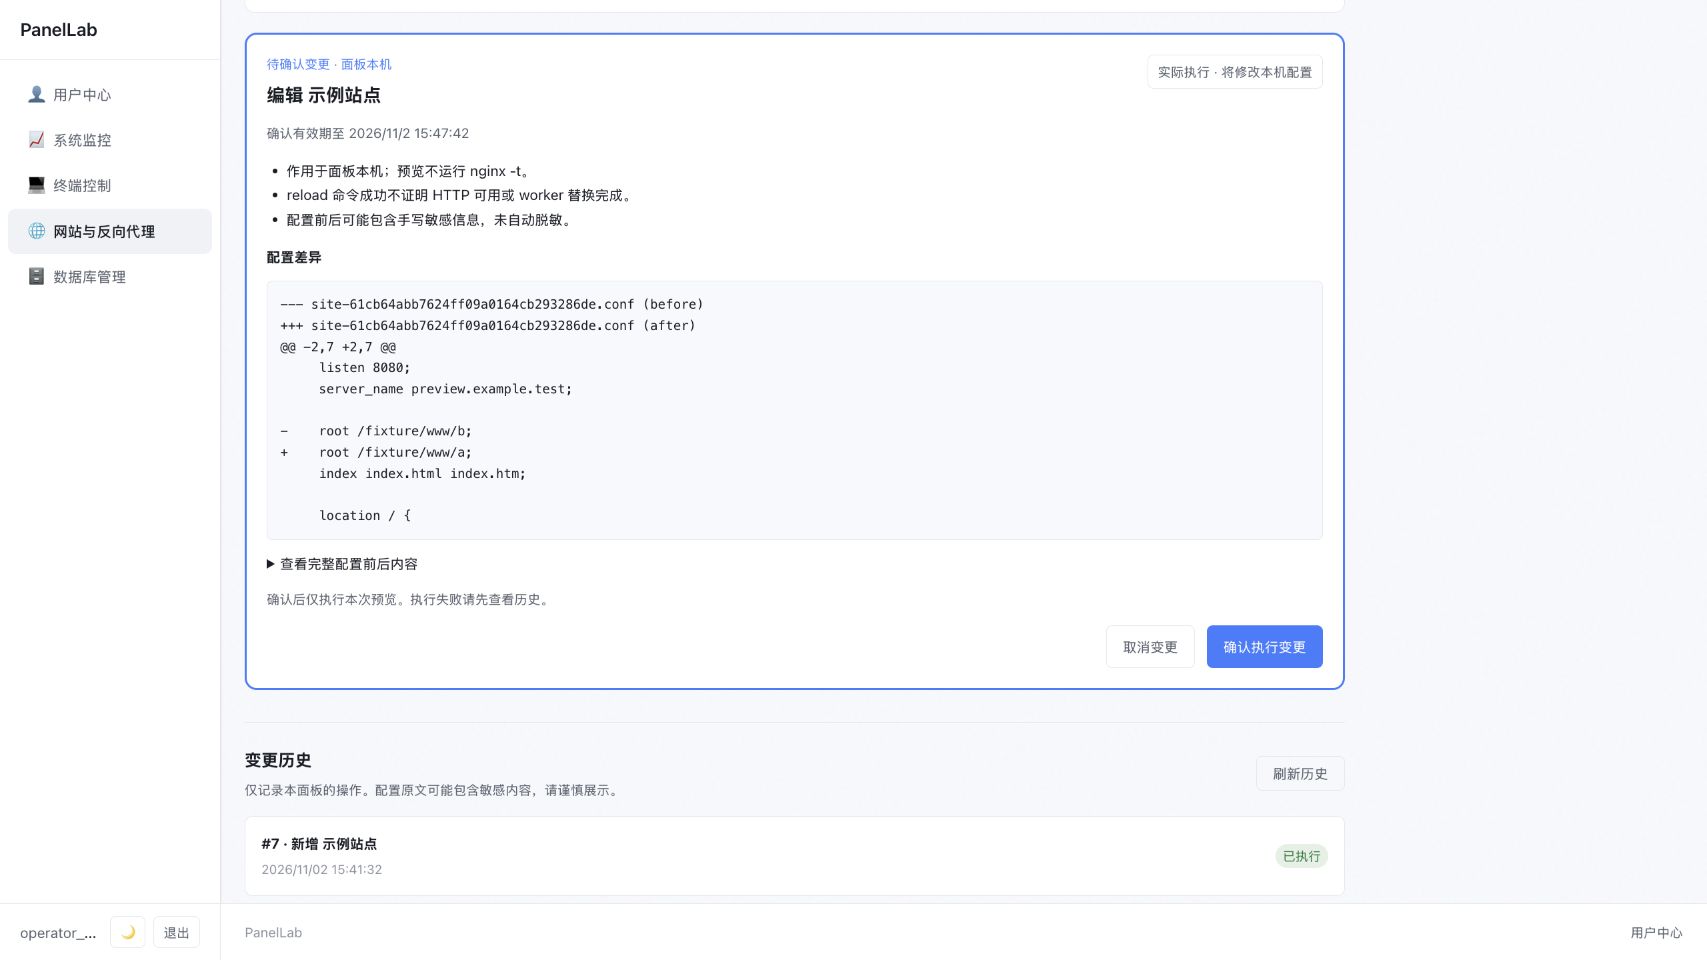 PanelLab
用户中心
系统监控
终端控制
网站与反向代理
数据库管理
operator_...
退出
待确认变更 · 面板本机
实际执行 · 将修改本机配置
编辑 示例站点
确认有效期至 2026/11/2 15:47:42
• 作用于面板本机；预览不运行 nginx -t。
• reload 命令成功不证明 HTTP 可用或 worker 替换完成。
• 配置前后可能包含手写敏感信息，未自动脱敏。
配置差异
--- site-61cb64abb7624ff09a0164cb293286de.conf (before)
+++ site-61cb64abb7624ff09a0164cb293286de.conf (after)
@@ -2,7 +2,7 @@
     listen 8080;
     server_name preview.example.test;
-    root /fixture/www/b;
+    root /fixture/www/a;
     index index.html index.htm;
     location / {
▶ 查看完整配置前后内容
确认后仅执行本次预览。执行失败请先查看历史。
取消变更
确认执行变更
变更历史
仅记录本面板的操作。配置原文可能包含敏感内容，请谨慎展示。
刷新历史
#7 · 新增 示例站点
2026/11/02 15:41:32
已执行
PanelLab
用户中心